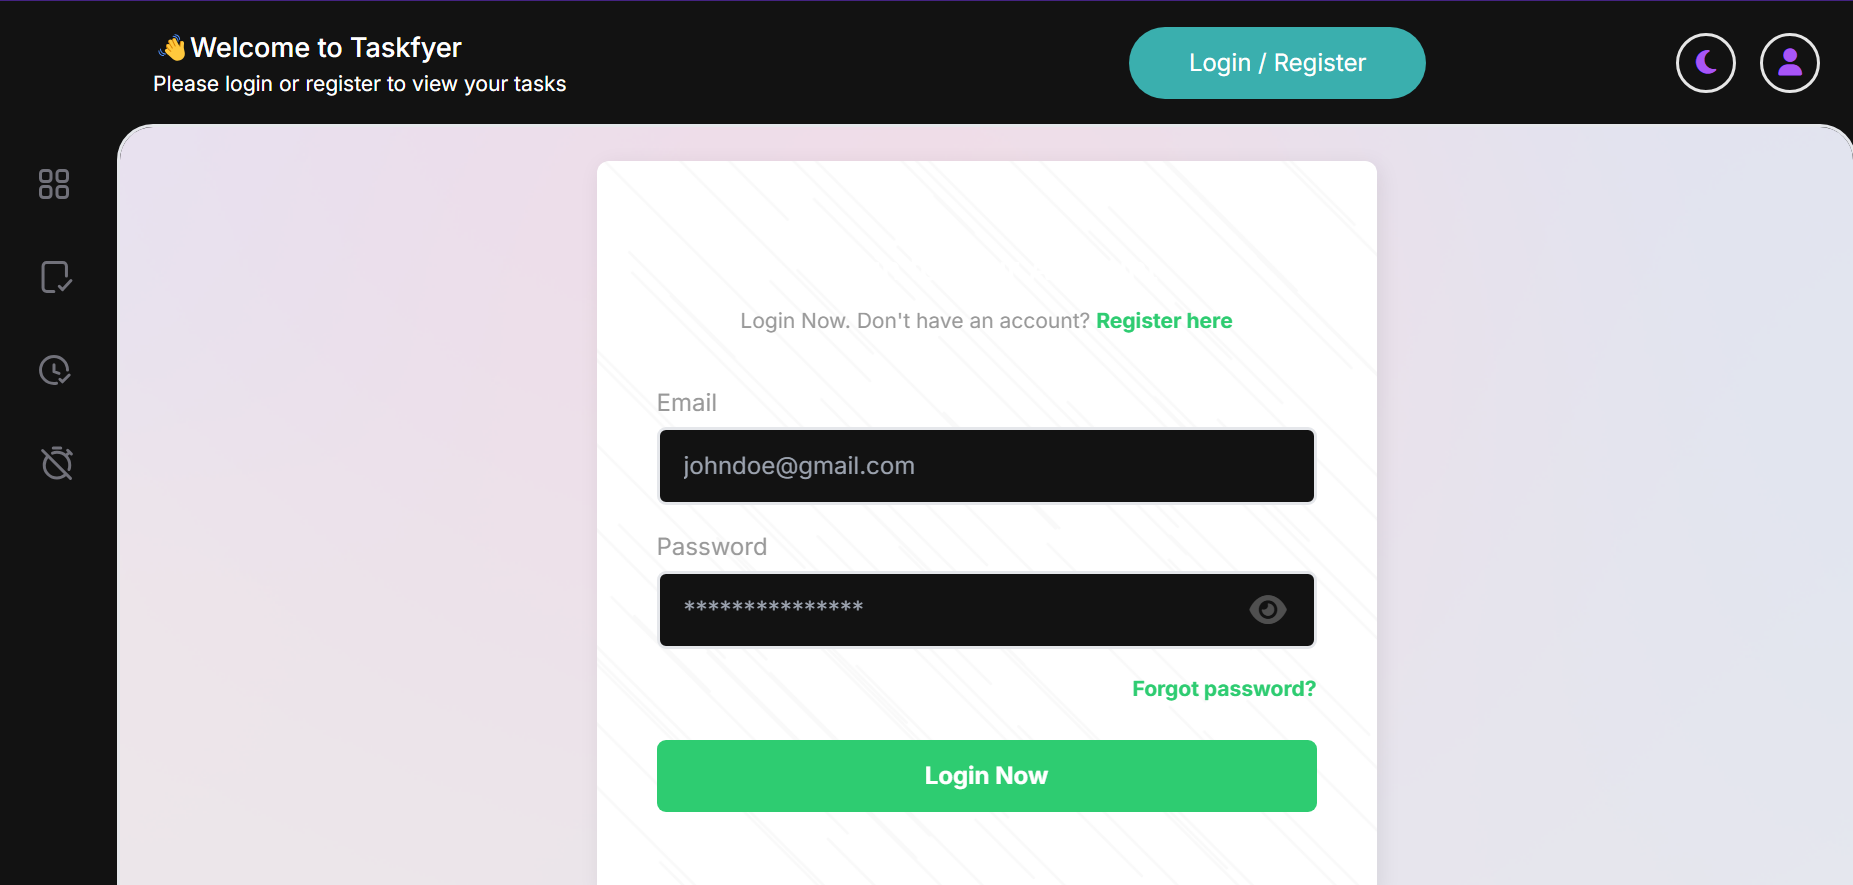 👋Welcome to Taskfyer
Please login or register to view your tasks
Login / Register
Login Now. Don't have an account? Register here
Email
johndoe@gmail.com
Password
***************
Forgot password?
Login Now